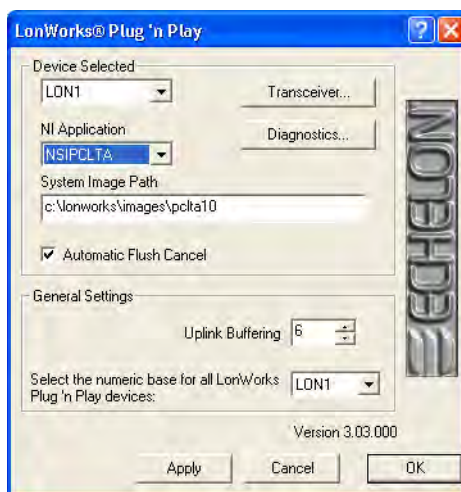 LonWorks® Plug 'n Play
Device Selected
LON1
Transceiver...
NI Application
Diagnostics...
NSIPCLTA
System Image Path
c:\lonworks\images\pclta10
Automatic Flush Cancel
ECHELON
General Settings
Uplink Buffering 6
Select the numeric base for all LonWorks
Plug 'n Play devices:
LON1
Version 3.03.000
Apply
Cancel
OK